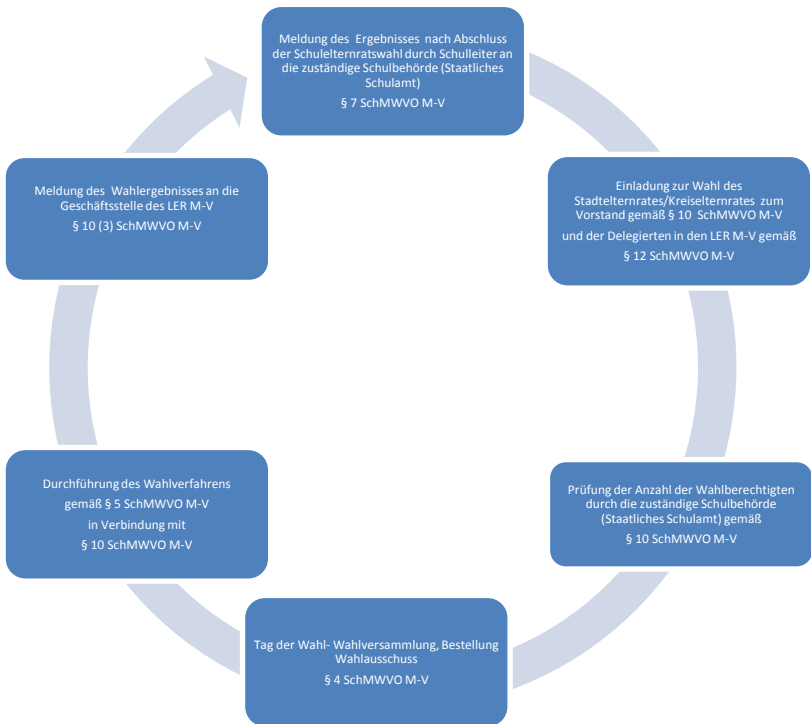 Meldung des Ergebnisses nach Abschluss
der Schulelternratswahl durch Schulleiter an
die zuständige Schulbehörde (Staatliches
Schulamt)
§ 7 SchMWVO M-V
Einladung zur Wahl des
Stadtelternrates/Kreiselternrates zum
Vorstand gemäß § 10 SchMWVO M-V
und der Delegierten in den LER M-V gemäß
§ 12 SchMWVO M-V
Prüfung der Anzahl der Wahlberechtigten
durch die zuständige Schulbehörde
(Staatliches Schulamt) gemäß
§ 10 SchMWVO M-V
Tag der Wahl- Wahlversammlung, Bestellung
Wahlausschuss
§ 4 SchMWVO M-V
Durchführung des Wahlverfahrens
gemäß § 5 SchMWVO M-V
in Verbindung mit
§ 10 SchMWVO M-V
Meldung des Wahlergebnisses an die
Geschäftsstelle des LER M-V
§ 10 (3) SchMWVO M-V